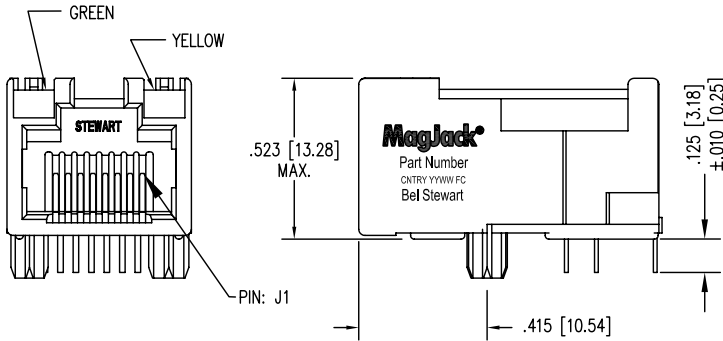 GREEN
YELLOW
STEWART
PIN: J1
.523 [13.28]
MAX.
MagJack®
Part Number
CNTRY YYWW FC
Bel Stewart
.415 [10.54]
.125 [3.18]
±.010 [0.25]